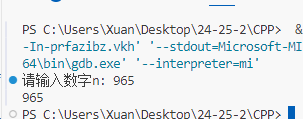 PS C:\Users\Xuan\Desktop\24-25-2\CPP>  &
-In-prfazibz.vkh' '--stdout=Microsoft-MI
64\bin\gdb.exe' '--interpreter=mi'
请输入数字n: 965
965
PS C:\Users\Xuan\Desktop\24-25-2\CPP>